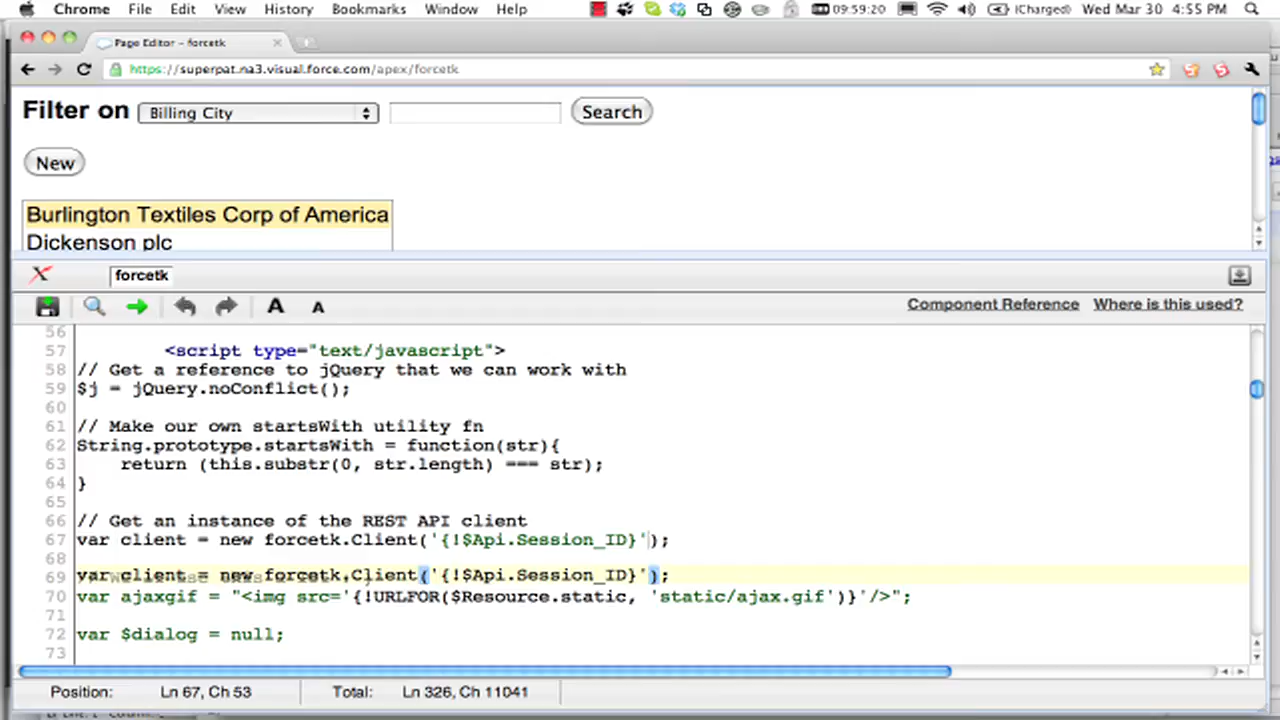 Chrome File Edit View History Bookmarks Window Help 09:59:20 (Charged) Wed Mar 30 4:55 PM
Page Editor – forcetk
https://superpat.na3.visual.force.com/apex/forcetk
Filter on Billing City Search
New
Burlington Textiles Corp of America
Dickenson plc
forcetk
A A Component Reference Where is this used?
56
57 <script type="text/javascript">
58 // Get a reference to jQuery that we can work with
59 $j = jQuery.noConflict();
60
61 // Make our own startsWith utility fn
62 String.prototype.startsWith = function(str){
63 return (this.substr(0, str.length) === str);
64 }
65
66 // Get an instance of the REST API client
67 var client = new forcetk.Client('{!$Api.Session_ID}');
68
69 var client = new forcetk.Client('{!$Api.Session_ID}');
70 var ajaxgif = "<img src='{!URLFOR($Resource.static, 'static/ajax.gif')}'/>";
71
72 var $dialog = null;
73
Position: Ln 67, Ch 53 Total: Ln 326, Ch 11041